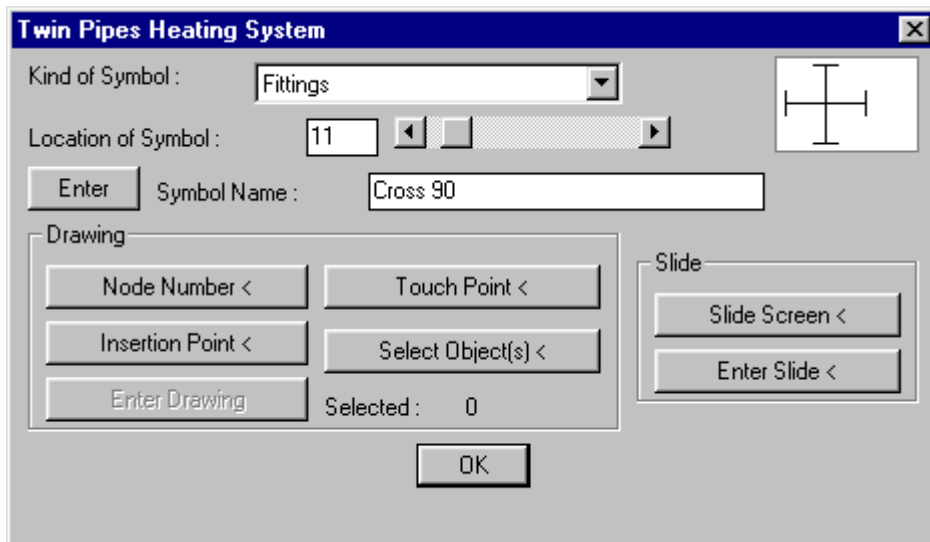 Twin Pipes Heating System
Kind of Symbol :
Fittings
Location of Symbol :
11
Enter
Symbol Name :
Cross 90
Drawing
Node Number <
Touch Point <
Insertion Point <
Select Object(s) <
Enter Drawing
Selected : 0
Slide
Slide Screen <
Enter Slide <
OK